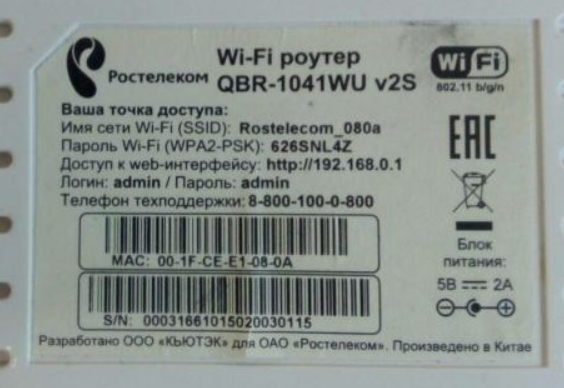 Ростелеком
Wi-Fi роутер
QBR-1041WU v2S
Wi Fi
802.11 b/g/n
Ваша точка доступа:
Имя сети Wi-Fi (SSID): Rostelecom_080a
Пароль Wi-Fi (WPA2-PSK): 626SNL4Z
Доступ к web-интерфейсу: http://192.168.0.1
Логин: admin / Пароль: admin
Телефон техподдержки: 8-800-100-0-800
EAC
MAC: 00-1F-CE-E1-08-0A
S/N: 00031661015020030115
Блок
питания:
5В 2А
Разработано ООО «КЬЮТЭК» для ОАО «Ростелеком». Произведено в Китае